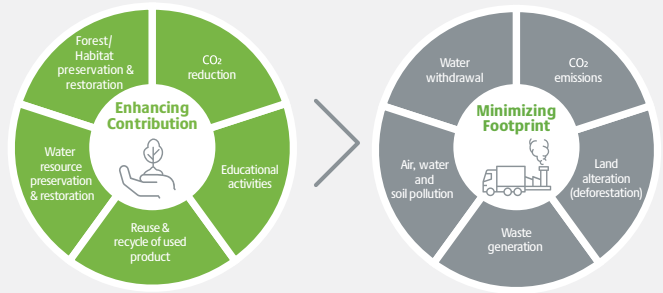 Forest/
Habitat
preservation &
restoration
CO₂
reduction
Enhancing
Contribution
Water
resource
preservation
& restoration
Educational
activities
Reuse &
recycle of used
product
Water
withdrawal
CO₂
emissions
Minimizing
Footprint
Air, water
and
soil pollution
Land
alteration
(deforestation)
Waste
generation